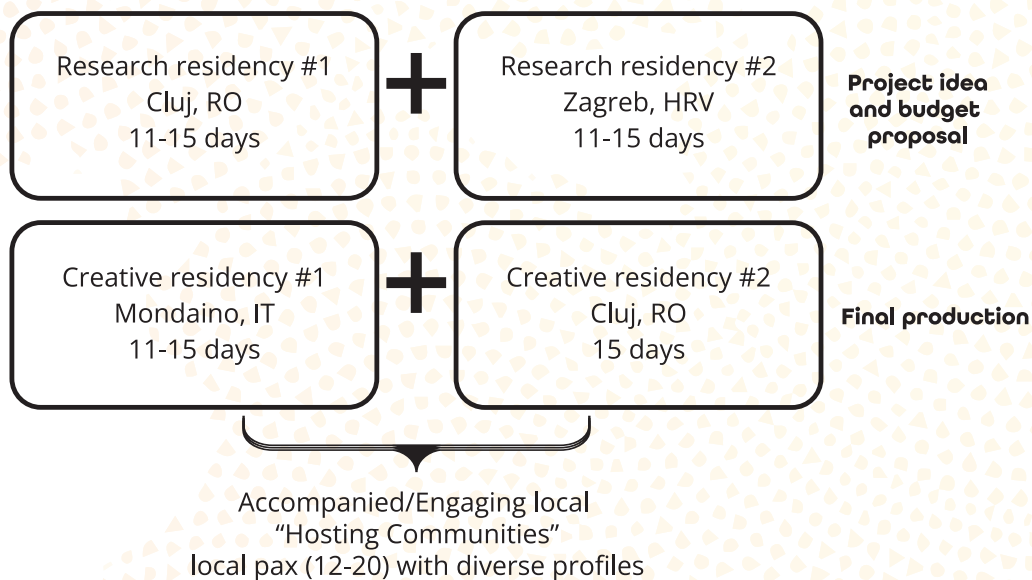 Research residency #1
Cluj, RO
11-15 days
+
Research residency #2
Zagreb, HRV
11-15 days
Project idea
and budget
proposal
Creative residency #1
Mondaino, IT
11-15 days
+
Creative residency #2
Cluj, RO
15 days
Final production
Accompanied/Engaging local
“Hosting Communities”
local pax (12-20) with diverse profiles